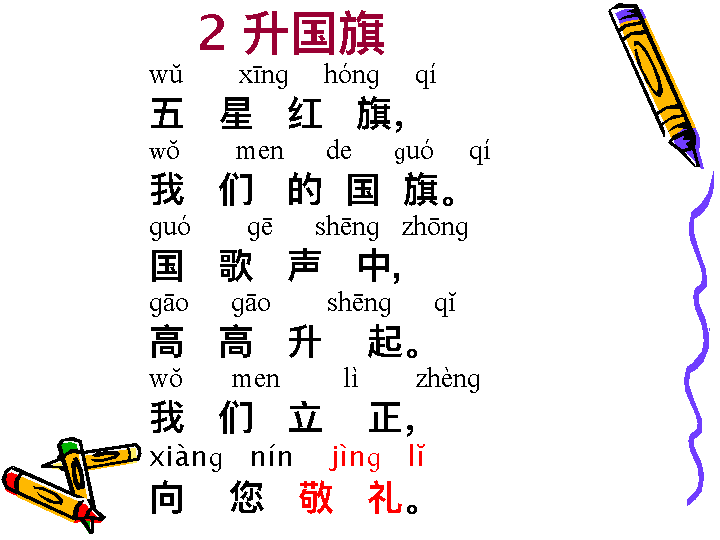 2 升国旗
wǔ xīng hóng qí
五 星 红 旗，
wǒ men de guó qí
我 们 的 国 旗。
guó gē shēng zhōng
国 歌 声 中，
gāo gāo shēng qǐ
高 高 升 起。
wǒ men lì zhèng
我 们 立 正，
xiàng nín jìng lǐ
向 您 敬 礼。